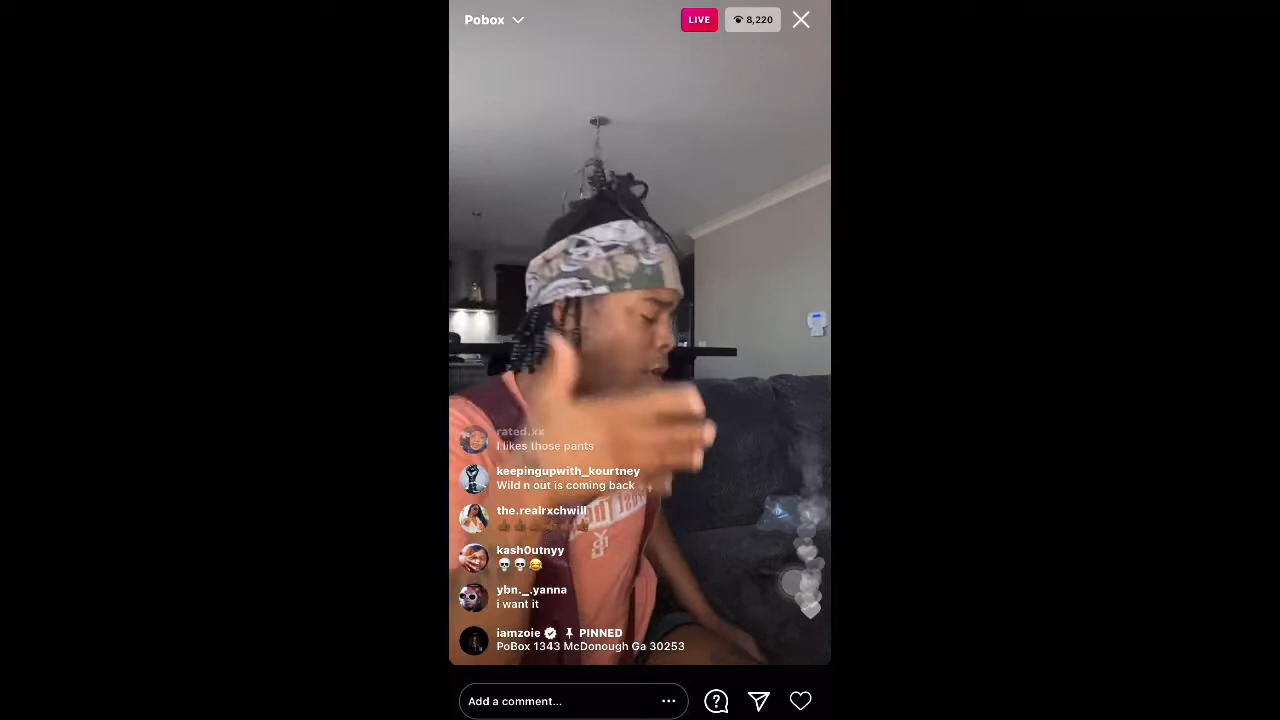 Pobox
LIVE
8,220
rated.xx
I likes those pants
keepingupwith_kourtney
Wild n out is coming back
the.realrxchwill
kash0utnyy
💀💀😂
ybn._.yanna
i want it
iamzoie PINNED
PoBox 1343 McDonough Ga 30253
Add a comment...